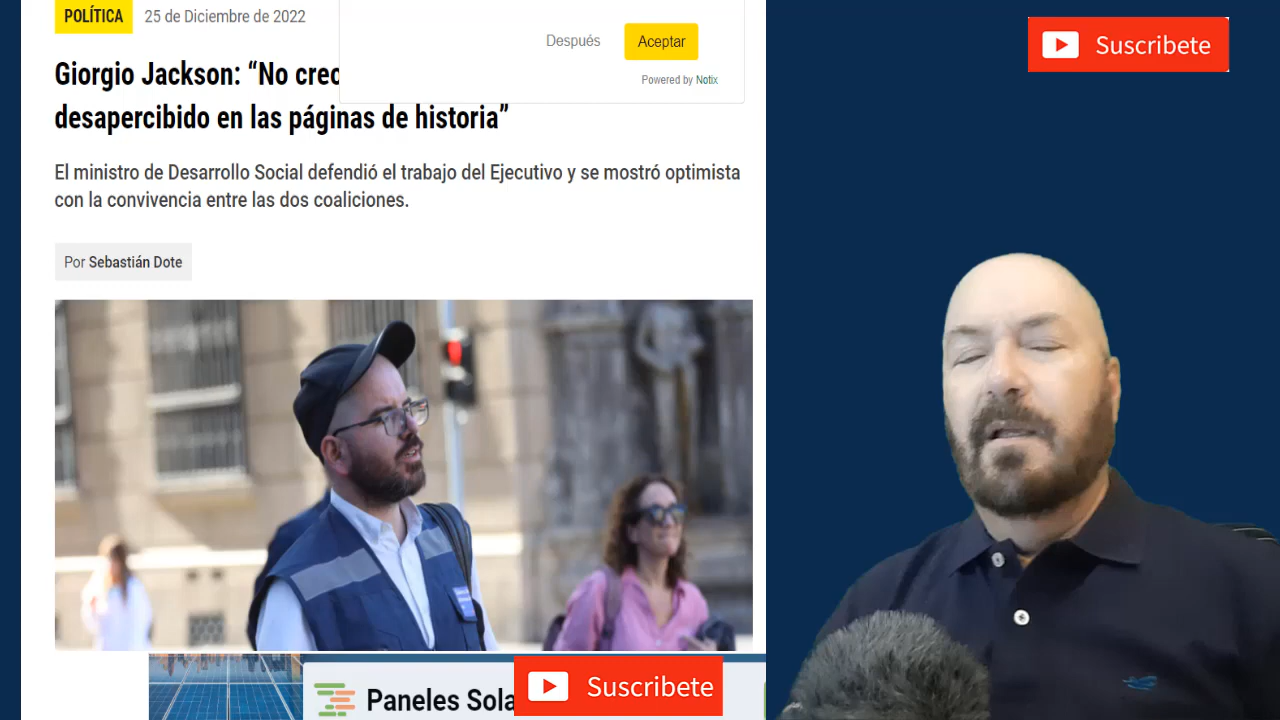 POLÍTICA 25 de Diciembre de 2022
Después Aceptar
Powered by Notix
Giorgio Jackson: “No creo
desapercibido en las páginas de historia”
El ministro de Desarrollo Social defendió el trabajo del Ejecutivo y se mostró optimista
con la convivencia entre las dos coaliciones.
Por Sebastián Dote
Paneles Sola
Suscribete
Suscribete